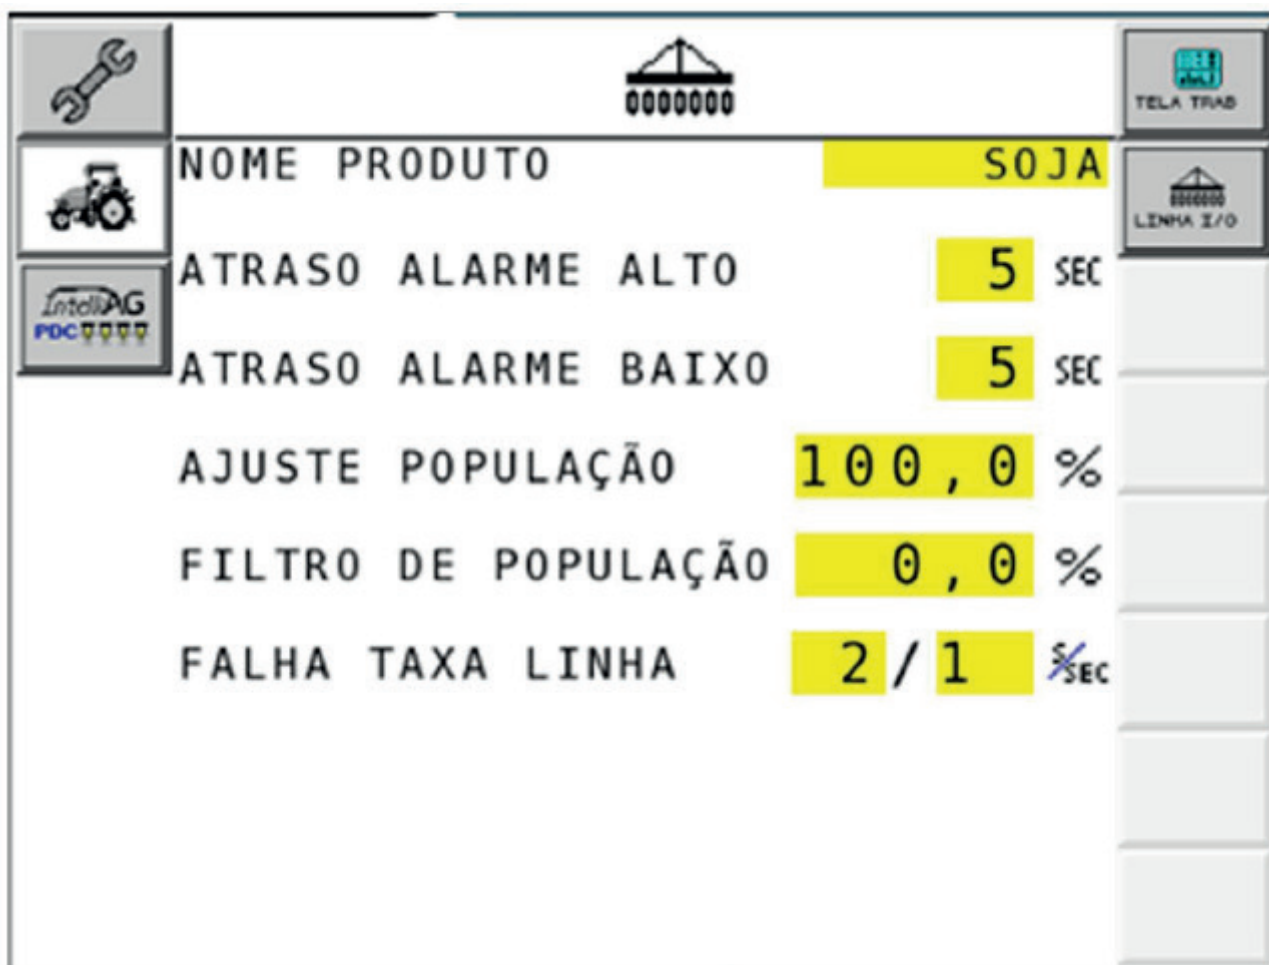 TELA TRAB
NOME PRODUTO SOJA
LINHA I/O
ATRASO ALARME ALTO 5 SEC
IntelliAG
PDC
ATRASO ALARME BAIXO 5 SEC
AJUSTE POPULAÇÃO 100,0 %
FILTRO DE POPULAÇÃO 0,0 %
FALHA TAXA LINHA 2/1 S/SEC